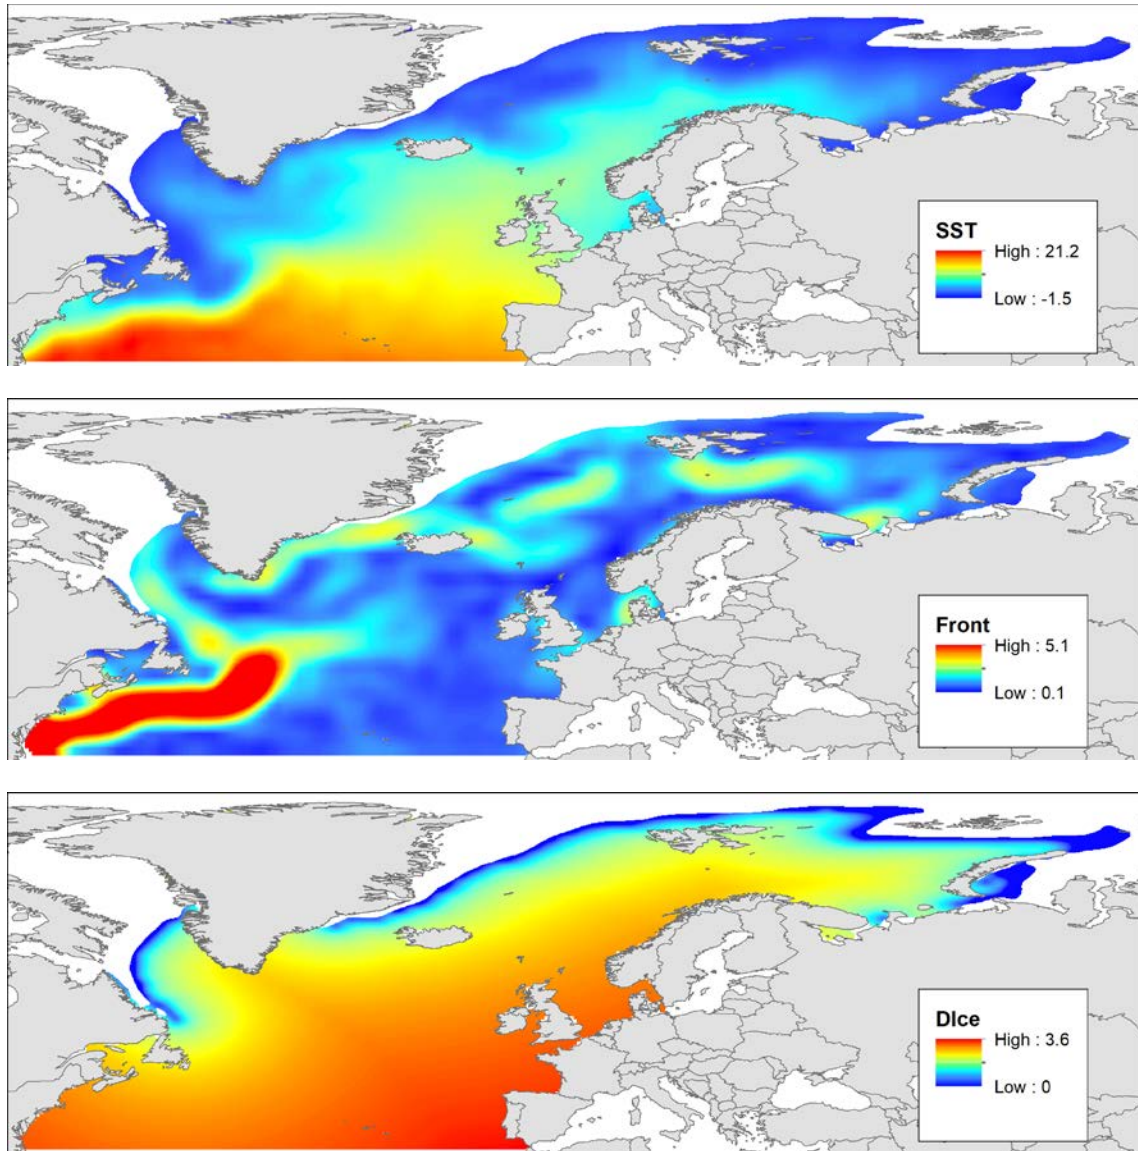 SST
High : 21.2
Low : -1.5
Front
High : 5.1
Low : 0.1
DIce
High : 3.6
Low : 0